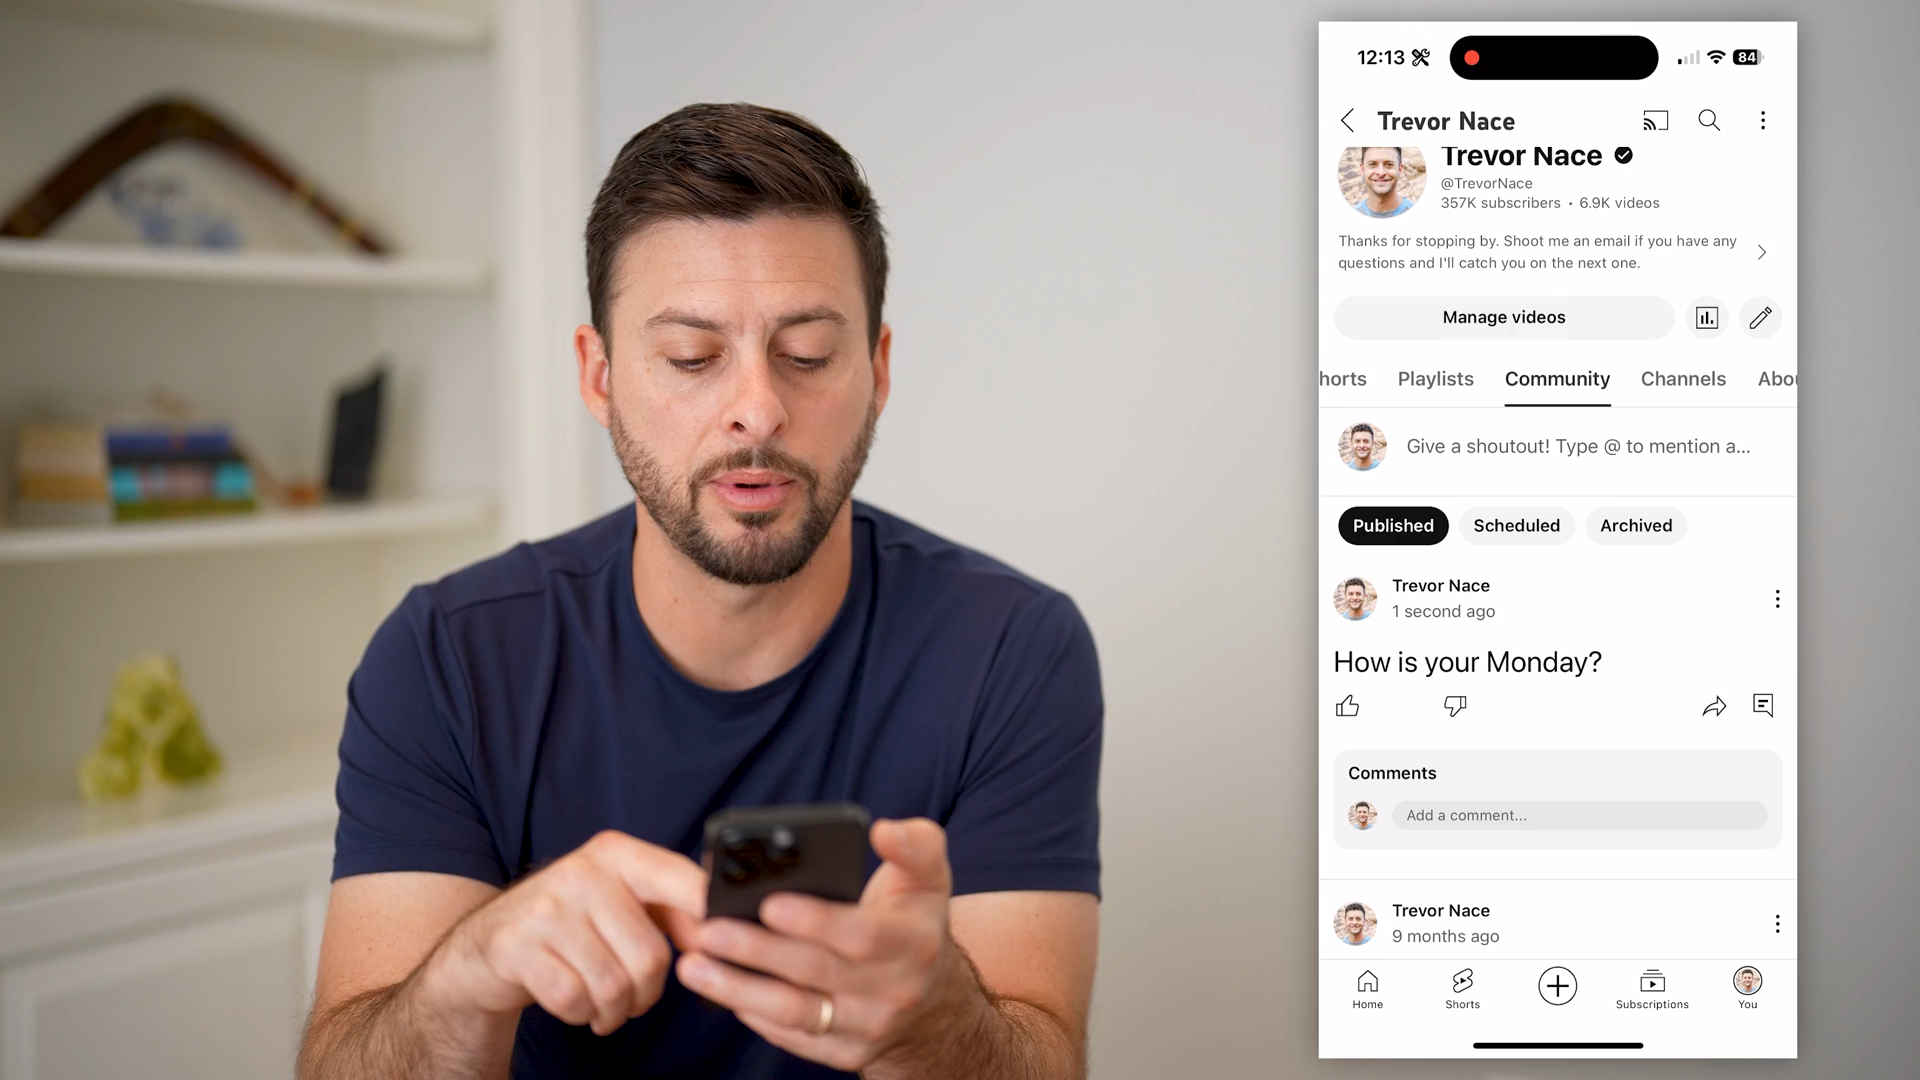 12:13
84
Trevor Nace
Trevor Nace
@TrevorNace
357K subscribers • 6.9K videos
Thanks for stopping by. Shoot me an email if you have any
questions and I'll catch you on the next one.
Manage videos
horts Playlists Community Channels Abou
Give a shoutout! Type @ to mention a...
Published Scheduled Archived
Trevor Nace
1 second ago
How is your Monday?
Comments
Add a comment...
Trevor Nace
9 months ago
Home Shorts Subscriptions You